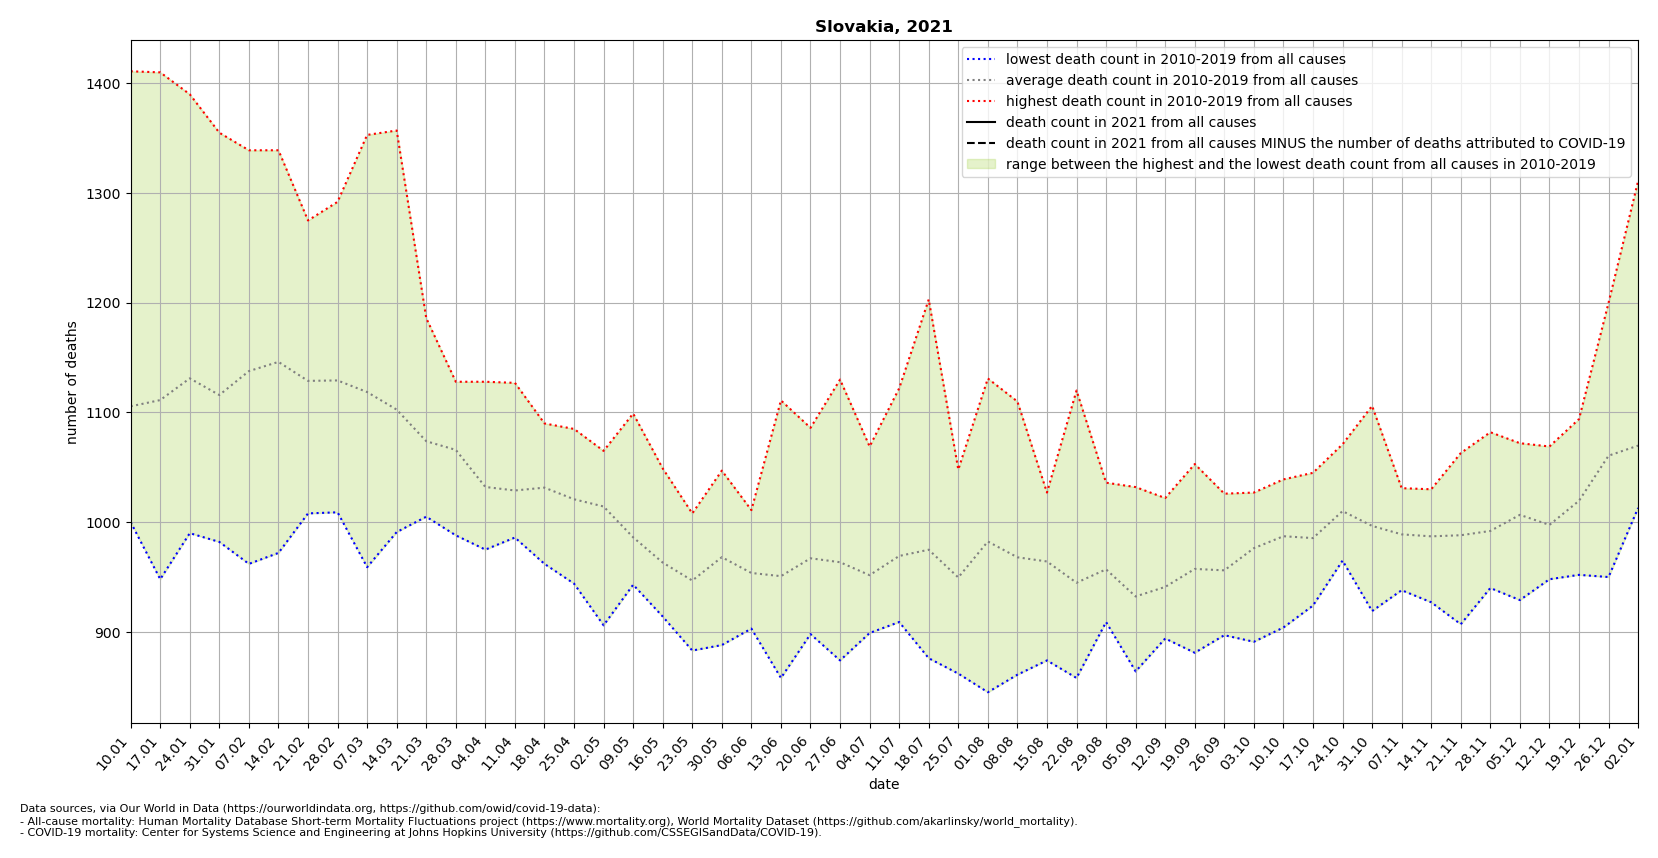 Slovakia, 2021
lowest death count in 2010-2019 from all causes
average death count in 2010-2019 from all causes
highest death count in 2010-2019 from all causes
death count in 2021 from all causes
death count in 2021 from all causes MINUS the number of deaths attributed to COVID-19
range between the highest and the lowest death count from all causes in 2010-2019
number of deaths
1400
1300
1200
1100
1000
900
10.01 17.01 24.01 31.01 07.02 14.02 21.02 28.02 07.03 14.03 21.03 28.03 04.04 11.04 18.04 25.04 02.05 09.05 16.05 23.05 30.05 06.06 13.06 20.06 27.06 04.07 11.07 18.07 25.07 01.08 08.08 15.08 22.08 29.08 05.09 12.09 19.09 26.09 03.10 10.10 17.10 24.10 31.10 07.11 14.11 21.11 28.11 05.12 12.12 19.12 26.12 02.01
date
Data sources, via Our World in Data (https://ourworldindata.org, https://github.com/owid/covid-19-data):
- All-cause mortality: Human Mortality Database Short-term Mortality Fluctuations project (https://www.mortality.org), World Mortality Dataset (https://github.com/akarlinsky/world_mortality).
- COVID-19 mortality: Center for Systems Science and Engineering at Johns Hopkins University (https://github.com/CSSEGISandData/COVID-19).